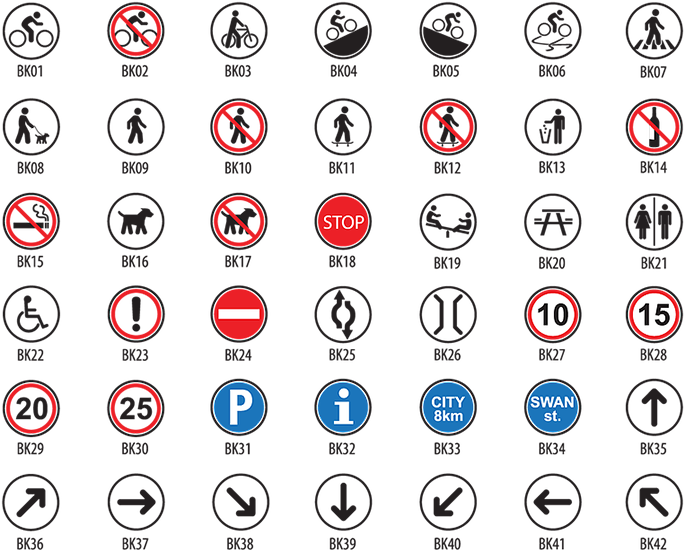 BK01 BK02 BK03 BK04 BK05 BK06 BK07
BK08 BK09 BK10 BK11 BK12 BK13 BK14
STOP
BK15 BK16 BK17 BK18 BK19 BK20 BK21
10 15
BK22 BK23 BK24 BK25 BK26 BK27 BK28
20 25 P i CITY SWAN
8km st.
BK29 BK30 BK31 BK32 BK33 BK34 BK35
BK36 BK37 BK38 BK39 BK40 BK41 BK42